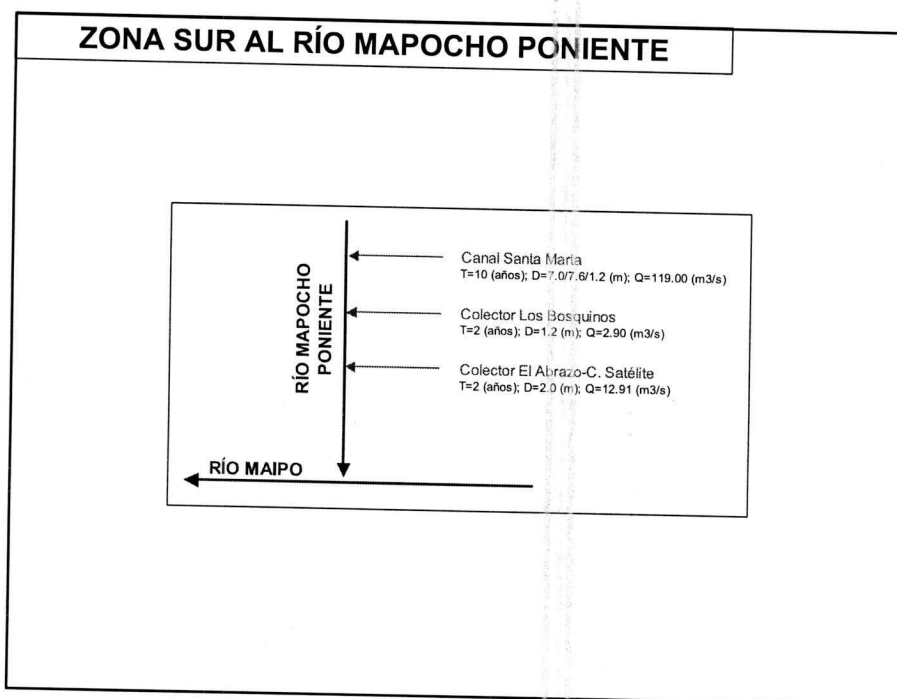 ZONA SUR AL RÍO MAPOCHO PONIENTE
Canal Santa Marta
T=10 (años); D=7.0/7.6/1.2 (m); Q=119.00 (m3/s)
Colector Los Bosquinos
T=2 (años); D=1.2 (m); Q=2.90 (m3/s)
Colector El Abrazo-C. Satélite
T=2 (años); D=2.0 (m); Q=12.91 (m3/s)
RÍO MAPOCHO
PONIENTE
RÍO MAIPO